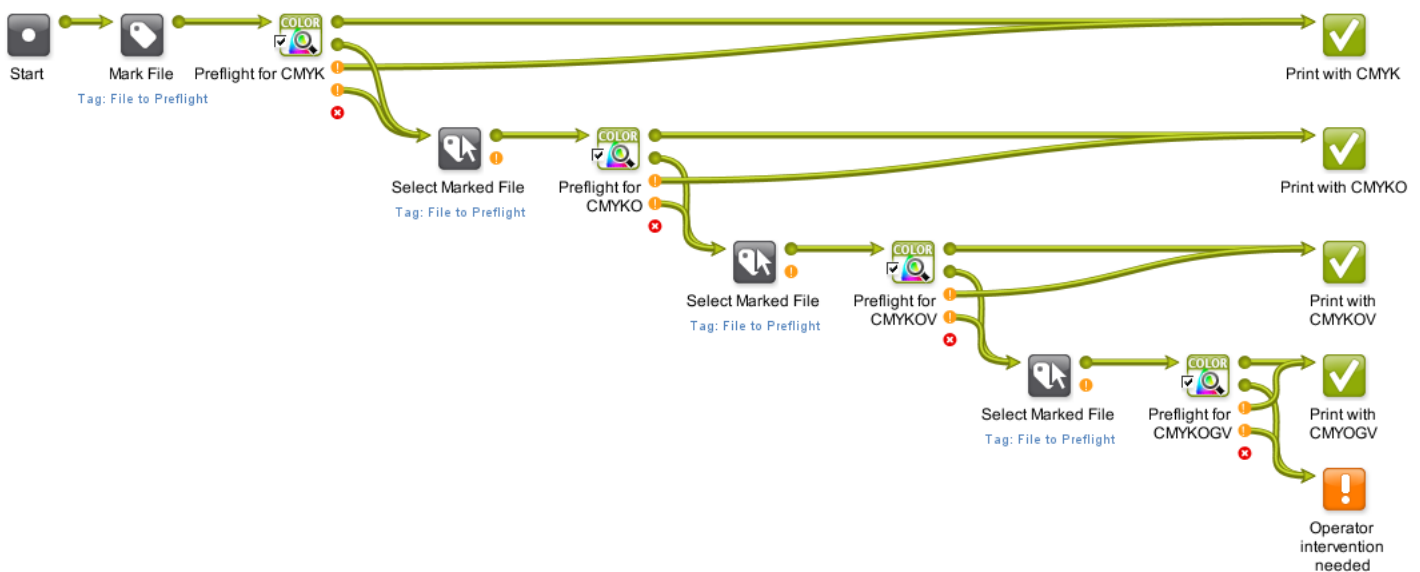 COLOR
Start
Mark File
Preflight for CMYK
Print with CMYK
Tag: File to Preflight
COLOR
Select Marked File
Preflight for
CMYKO
Print with CMYKO
Tag: File to Preflight
COLOR
Select Marked File
Preflight for
CMYKOV
Print with
CMYKOV
Tag: File to Preflight
COLOR
Select Marked File
Preflight for
CMYKOGV
Print with
CMYOGV
Tag: File to Preflight
Operator
intervention
needed